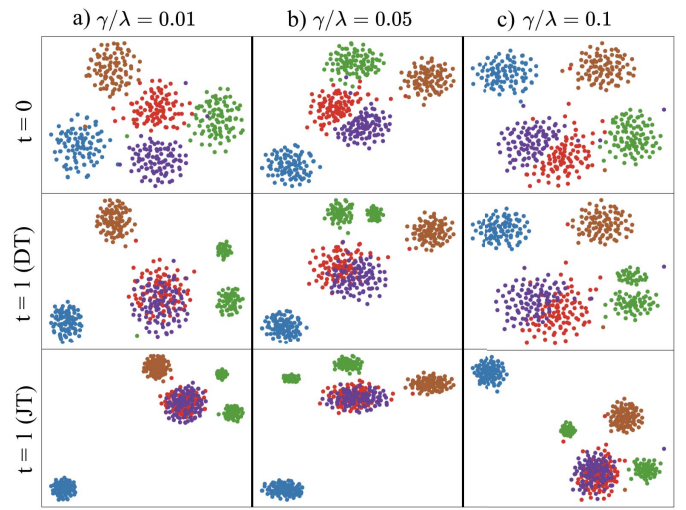 a) γ/λ = 0.01
b) γ/λ = 0.05
c) γ/λ = 0.1
t = 0
t = 1 (DT)
t = 1 (JT)